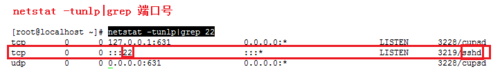 netstat -tunlp|grep 端口号
[root@localhost ~]# netstat -tunlp|grep 22
tcp 0 0 127.0.0.1:631 0.0.0.0:* LISTEN 3228/cupsd
tcp 0 0 :::22 :::* LISTEN 3219/sshd
udp 0 0 0.0.0.0:631 0.0.0.0:* 3228/cupsd